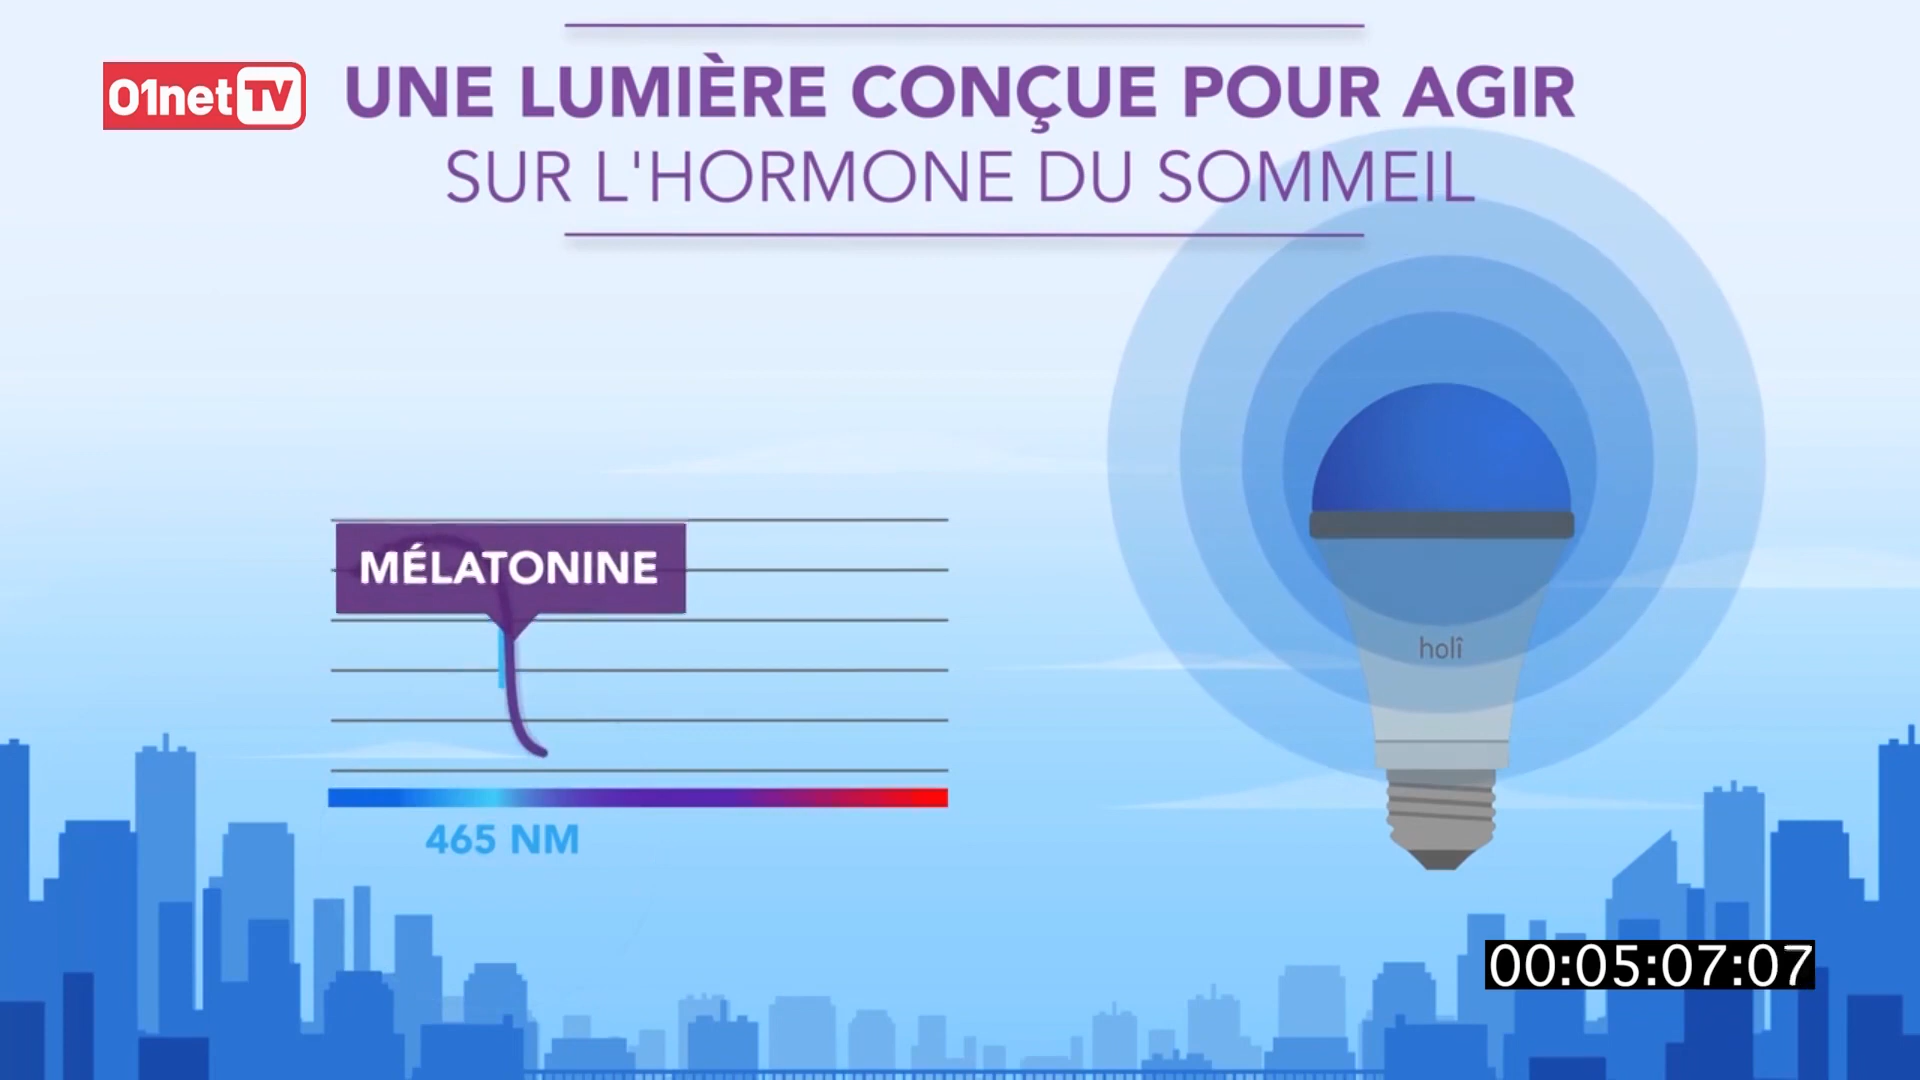 01net TV
UNE LUMIÈRE CONÇUE POUR AGIR
SUR L'HORMONE DU SOMMEIL
MÉLATONINE
holî
465 NM
00:05:07:07